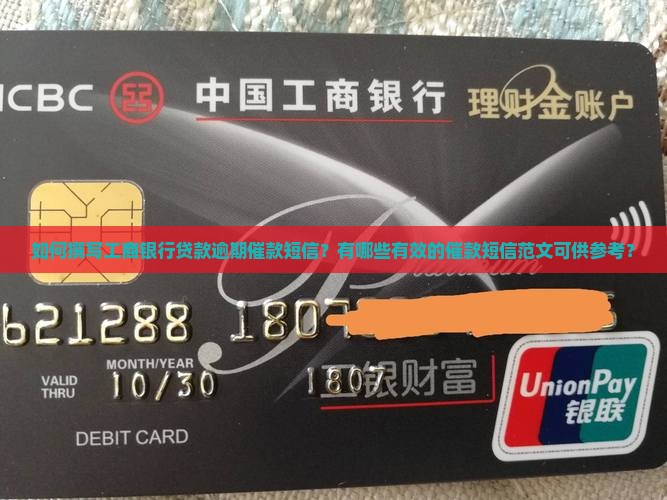 ICBC 中国工商银行 理财金账户
Platinum
如何撰写工商银行贷款逾期催款短信？有哪些有效的催款短信范文可供参考？
621288 1807
MONTH/YEAR
VALID THRU 10/30 1807 工银财富
UnionPay
银联
DEBIT CARD